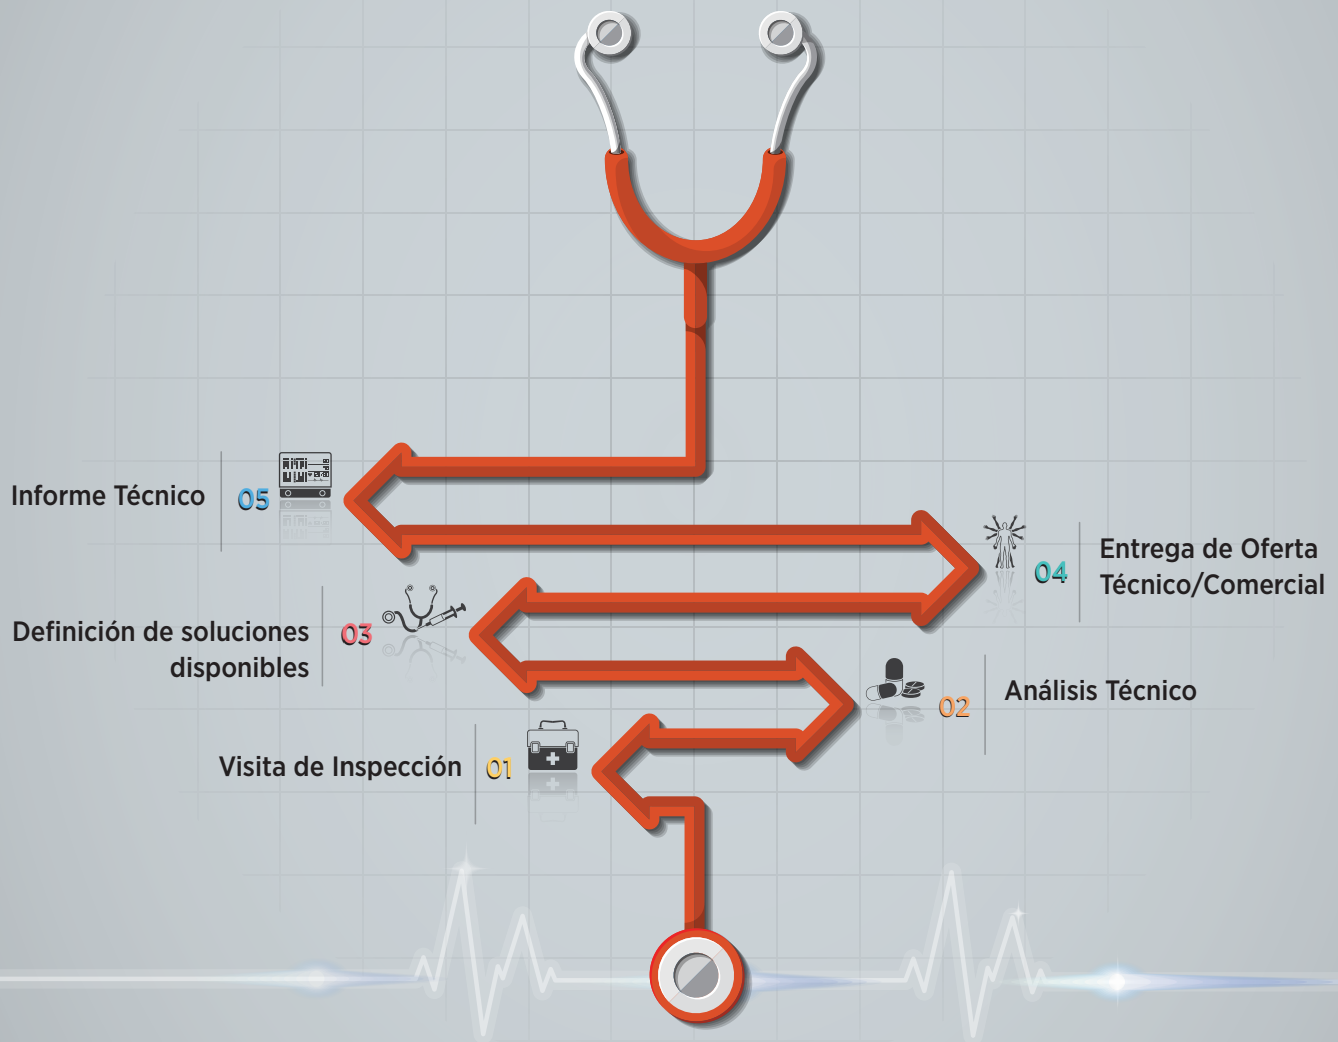 Informe Técnico 05
04 Entrega de Oferta
Técnico/Comercial
Definición de soluciones
disponibles 03
02 Análisis Técnico
Visita de Inspección 01